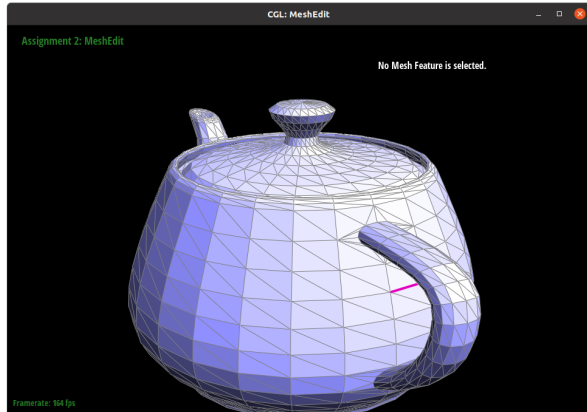 CGL: MeshEdit
Assignment 2: MeshEdit
No Mesh Feature is selected.
Framerate: 164 fps